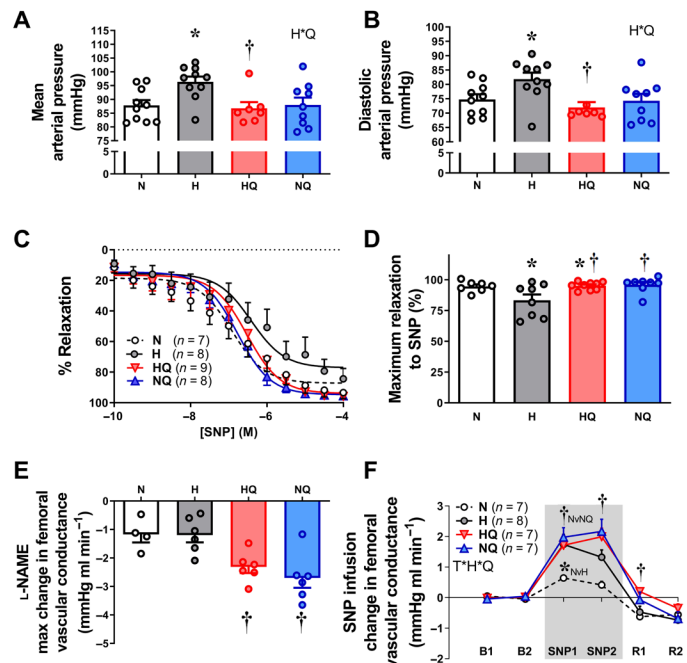 A
Mean
arterial pressure
(mmHg)
115
110
105
100
95
90
85
80
75
5
0
N
H
HQ
NQ
*
†
H*Q
B
Diastolic
arterial pressure
(mmHg)
100
95
90
85
80
75
70
65
60
5
0
N
H
HQ
NQ
*
†
H*Q
C
% Relaxation
0
20
40
60
80
100
–10
–8
–6
–4
[SNP] (M)
N (n = 7)
H (n = 8)
HQ (n = 9)
NQ (n = 8)
D
Maximum relaxation
to SNP (%)
100
50
0
N
H
HQ
NQ
*
* †
†
E
L-NAME
max change in femoral
vascular conductance
(mmHg ml min–1)
0
–1
–2
–3
–4
–5
N
H
HQ
NQ
†
†
F
SNP infusion
change in femoral
vascular conductance
(mmHg ml min–1)
4
3
2
1
0
–1
–2
N (n = 7)
H (n = 8)
HQ (n = 7)
NQ (n = 7)
T*H*Q
† NvNQ
†
* NvH
†
B1
B2
SNP1
SNP2
R1
R2